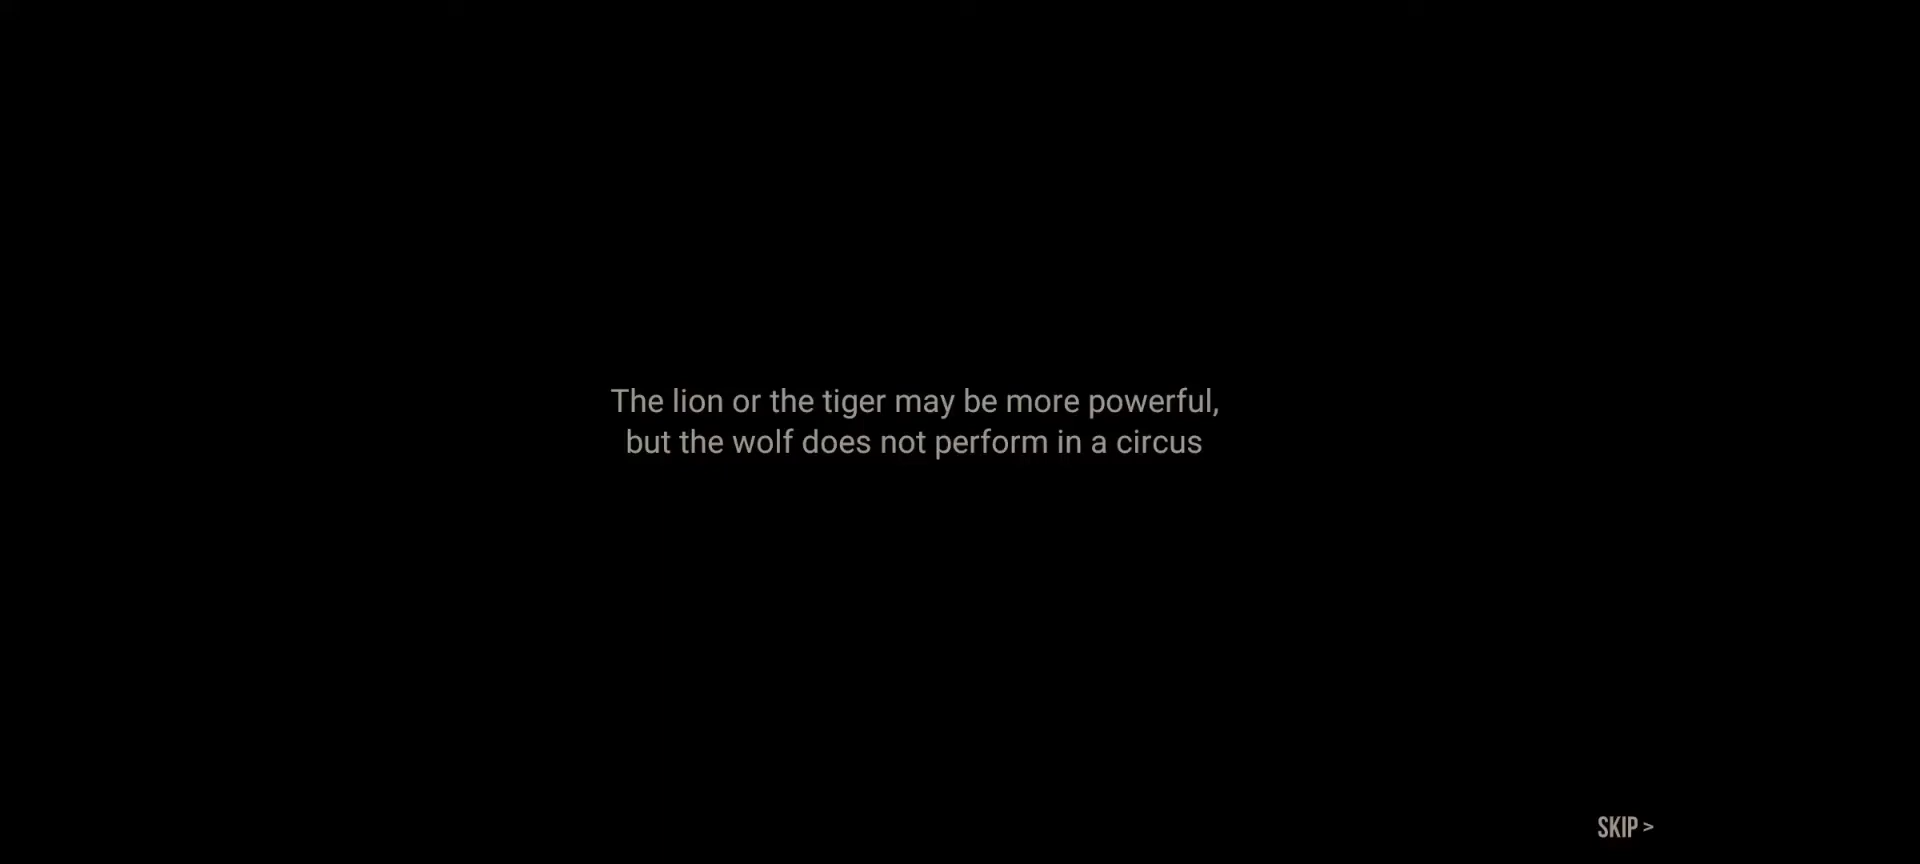 The lion or the tiger may be more powerful,
but the wolf does not perform in a circus
SKIP >